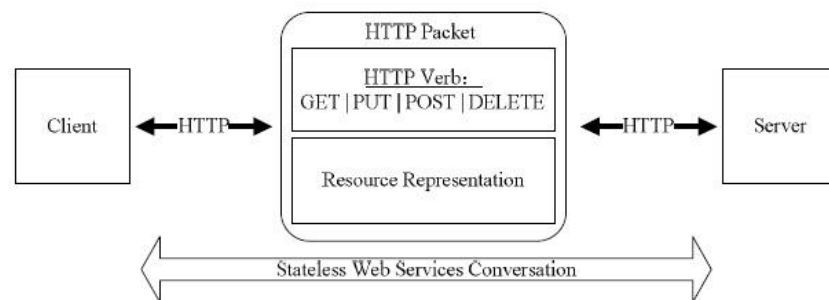 HTTP Packet
HTTP Verb：
GET | PUT | POST | DELETE
Client
HTTP
HTTP
Server
Resource Representation
Stateless Web Services Conversation